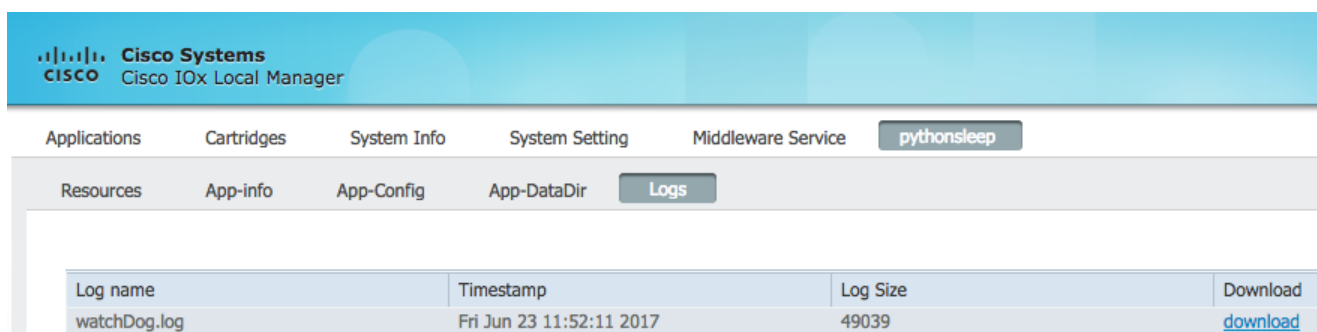 Cisco Systems
CISCO Cisco IOx Local Manager
Applications Cartridges System Info System Setting Middleware Service pythonsleep
Resources App-info App-Config App-DataDir Logs
Log name Timestamp Log Size Download
watchDog.log Fri Jun 23 11:52:11 2017 49039 download